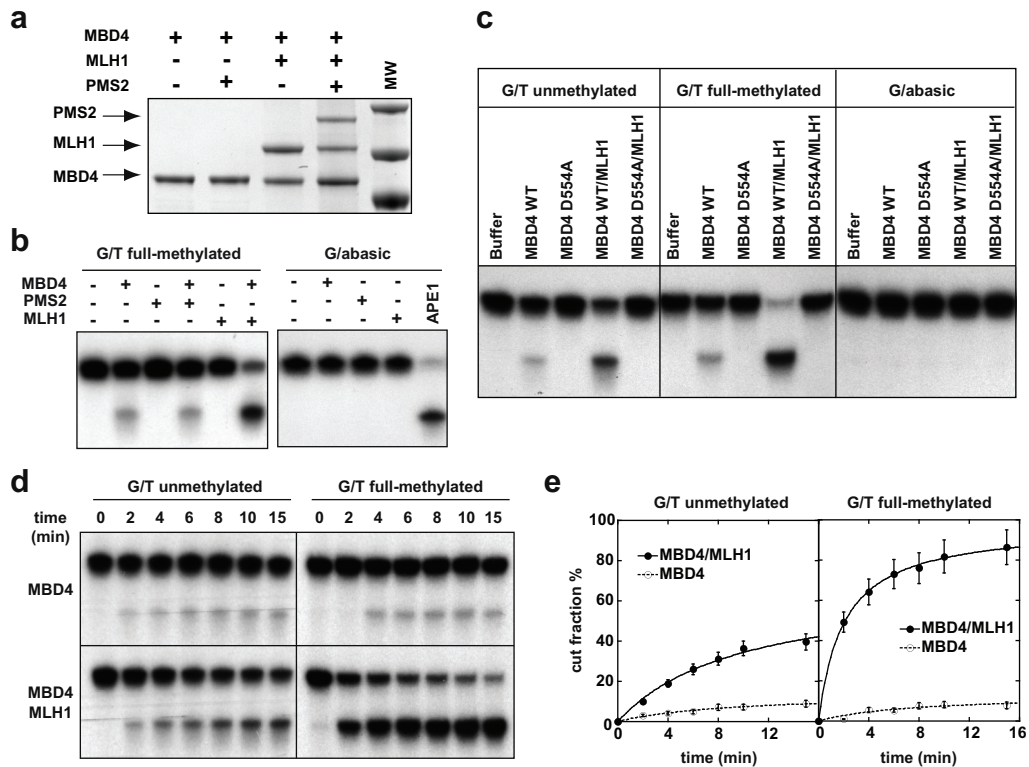 a
MBD4 + + + +
MLH1 - - + +
PMS2 - + - +
MW
PMS2
MLH1
MBD4
b
G/T full-methylated G/abasic
MBD4 - + - + - + - + - -
PMS2 - - + + - - - - + -
MLH1 - - - - + + - - - +
APE1
c
G/T unmethylated G/T full-methylated G/abasic
Buffer MBD4 WT MBD4 D554A MBD4 WT/MLH1 MBD4 D554A/MLH1 Buffer MBD4 WT MBD4 D554A MBD4 WT/MLH1 MBD4 D554A/MLH1 Buffer MBD4 WT MBD4 D554A MBD4 WT/MLH1 MBD4 D554A/MLH1
d
G/T unmethylated G/T full-methylated
time (min) 0 2 4 6 8 10 15 0 2 4 6 8 10 15
MBD4
MBD4
MLH1
e
G/T unmethylated G/T full-methylated
cut fraction %
100
80
60
40
20
0
MBD4/MLH1
MBD4
MBD4/MLH1
MBD4
0 4 8 12 0 4 8 12 16
time (min) time (min)